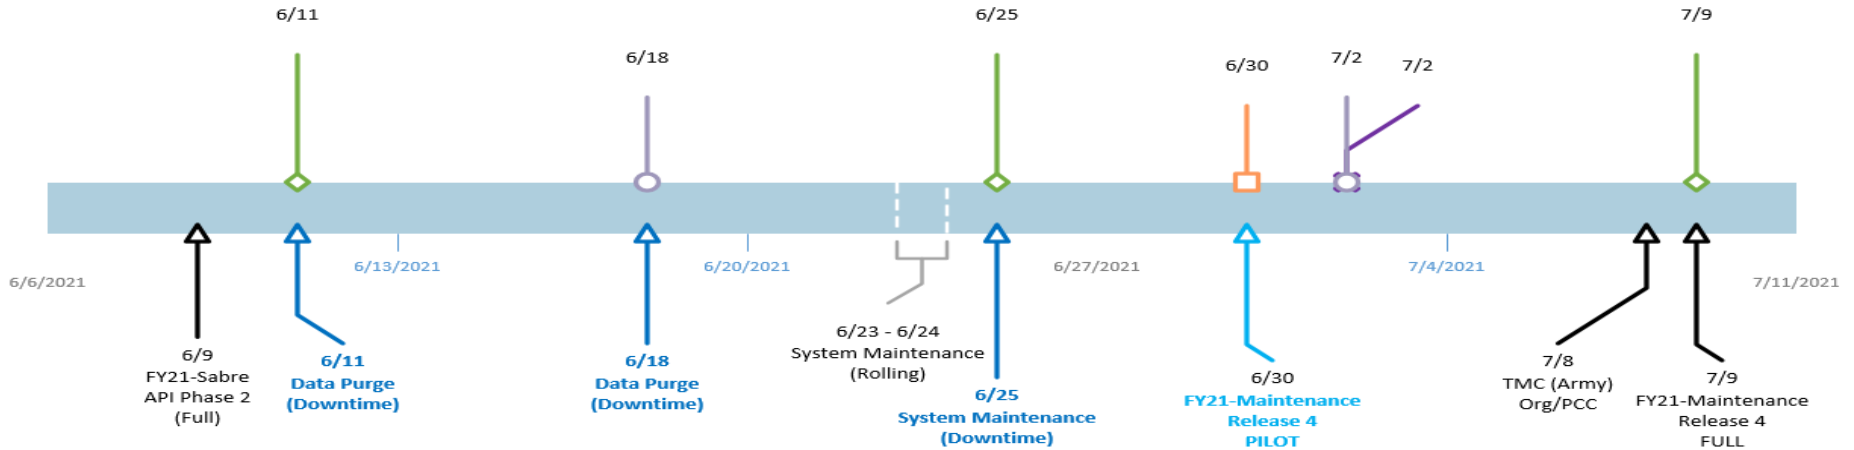 6/11
6/25
7/9
6/18
6/30
7/2
7/2
6/6/2021
6/13/2021
6/20/2021
6/27/2021
7/4/2021
7/11/2021
6/9
FY21-Sabre
API Phase 2
(Full)
6/11
Data Purge
(Downtime)
6/18
Data Purge
(Downtime)
6/23 - 6/24
System Maintenance
(Rolling)
6/25
System Maintenance
(Downtime)
6/30
FY21-Maintenance
Release 4
PILOT
7/8
TMC (Army)
Org/PCC
7/9
FY21-Maintenance
Release 4
FULL